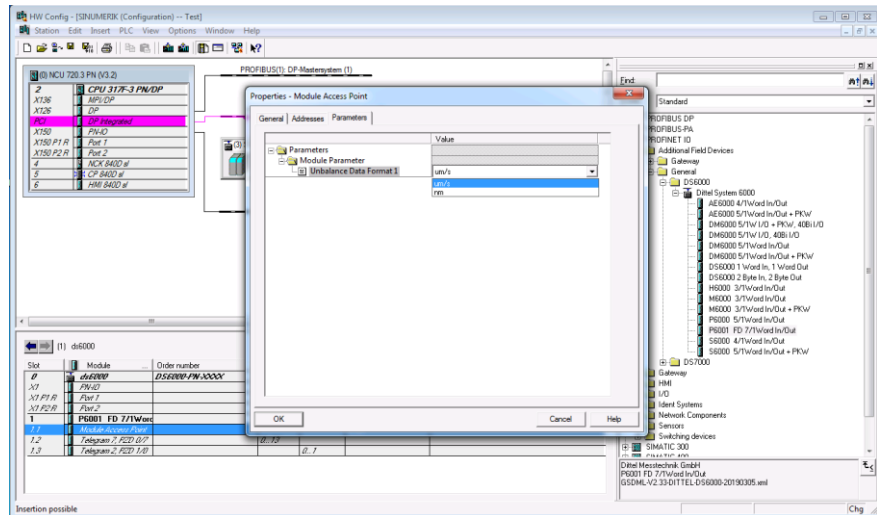 HW Config - [SINUMERIK (Configuration) -- Test]
Station Edit Insert PLC View Options Window Help
(0) NCU 720.3 PN (V3.2)
2 CPU 317F-3 PN/DP
X136 MPI/DP
X126 DP
PCI DP Integrated
X150 PN-IO
X150 P1 R Port 1
X150 P2 R Port 2
4 NCK 840D sl
5 CP 840D sl
6 HMI 840D sl
PROFIBUS(1): DP-Mastersystem (1)
(3)
Properties - Module Access Point
General Addresses Parameters
Value
Parameters
Module Parameter
Unbalance Data Format 1 um/s
um/s
nm
OK Cancel Help
(1) ds6000
Slot Module ... Order number
0 ds6000 DS6000-PN-XXXX
X1 PN-IO
X1 P1 R Port 1
X1 P2 R Port 2
1 P6001 FD 7/1Word
1.1 Module Access Point
1.2 Telegram 7, PZD 0/7 0..13
1.3 Telegram 2, PZD 1/0 0..1
Find:
Standard
PROFIBUS DP
PROFIBUS-PA
PROFINET IO
Additional Field Devices
Gateway
General
DS6000
Dittel System 6000
AE6000 4/1Word In/Out
AE6000 5/1Word In/Out + PKW
DM6000 5/1W I/O + PKW, 40Bi I/O
DM6000 5/1W I/O, 40Bi I/O
DM6000 5/1Word In/Out
DM6000 5/1Word In/Out + PKW
DS6000 1 Word In, 1 Word Out
DS6000 2 Byte In, 2 Byte Out
H6000 3/1Word In/Out
M6000 3/1Word In/Out
M6000 3/1Word In/Out + PKW
P6000 5/1Word In/Out
P6001 FD 7/1Word In/Out
S6000 4/1Word In/Out
S6000 5/1Word In/Out + PKW
DS7000
Gateway
HMI
I/O
Ident Systems
Network Components
Sensors
Switching devices
SIMATIC 300
SIMATIC 400
Dittel Messtechnik GmbH
P6001 FD 7/1Word In/Out
GSDML-V2.33-DITTEL-DS6000-20190305.xml
Insertion possible
Chg